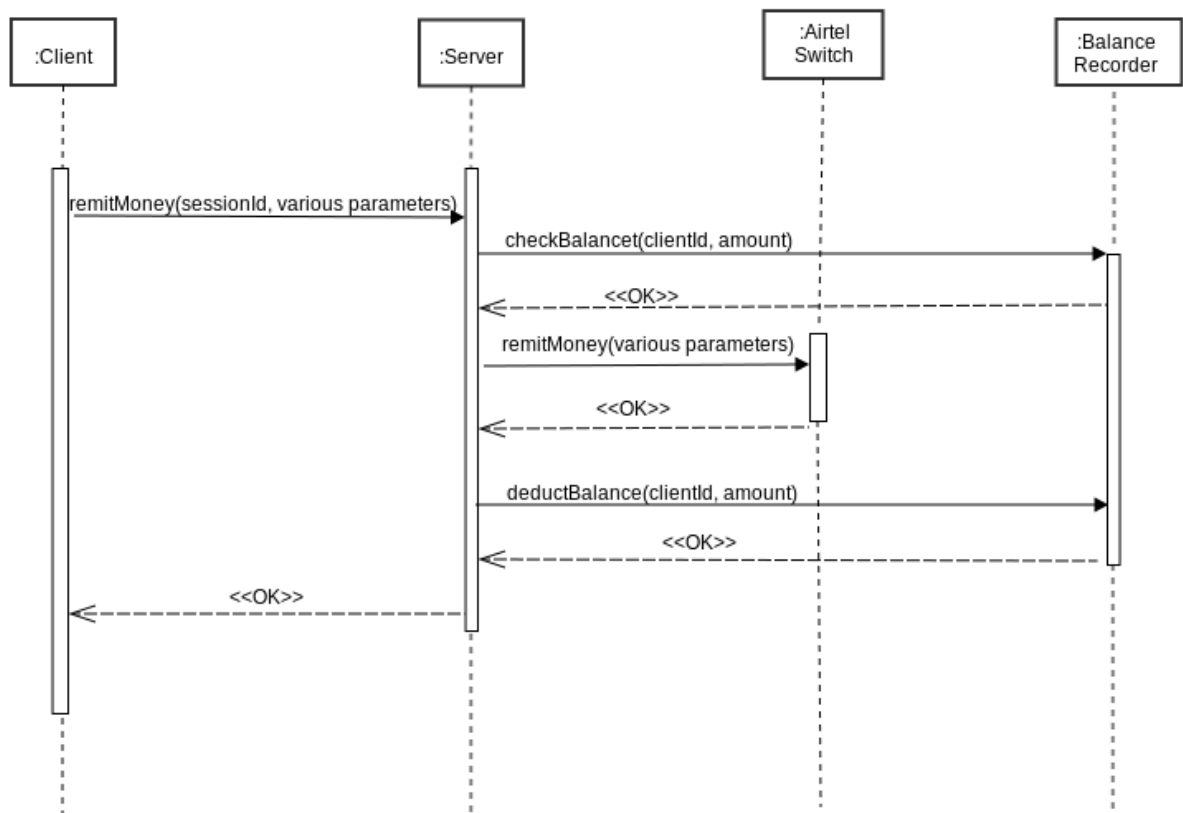 :Client
:Server
:Airtel
Switch
:Balance
Recorder
remitMoney(sessionId, various parameters)
checkBalancet(clientId, amount)
<<OK>>
remitMoney(various parameters)
<<OK>>
deductBalance(clientId, amount)
<<OK>>
<<OK>>